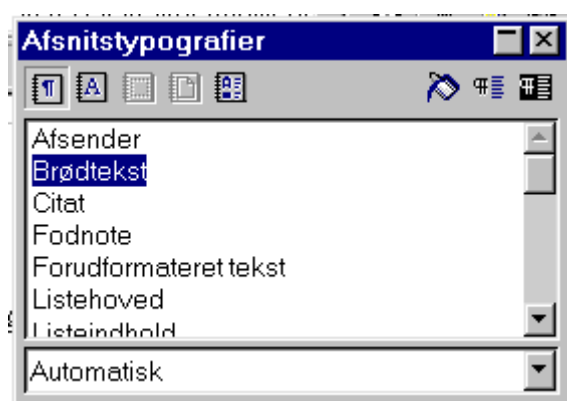 Afsnitstypografier
Afsender
Brødtekst
Citat
Fodnote
Forudformateret tekst
Listehoved
Listeindhold
Automatisk